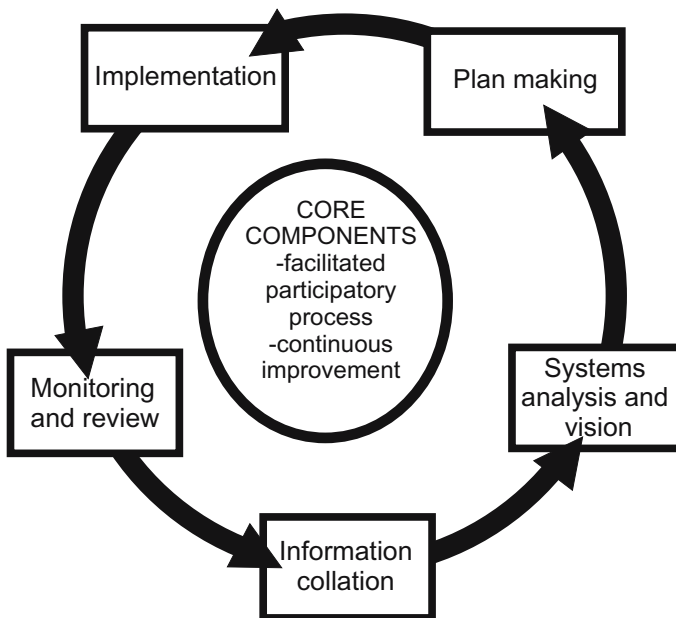 Implementation
Plan making
CORE
COMPONENTS
-facilitated
participatory
process
-continuous
improvement
Monitoring
and review
Systems
analysis and
vision
Information
collation